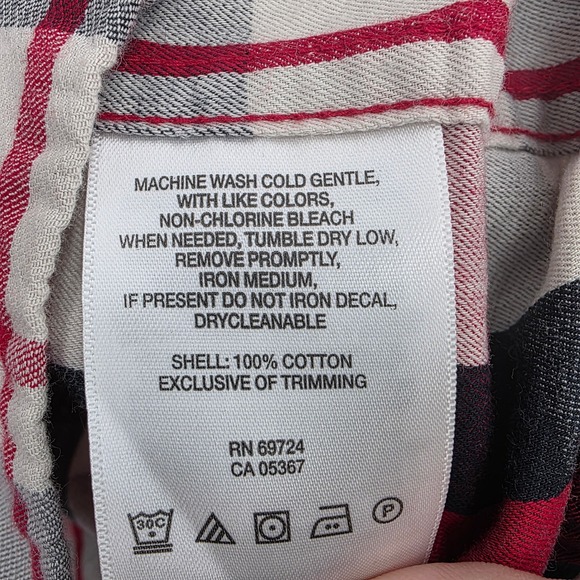 MACHINE WASH COLD GENTLE,
WITH LIKE COLORS,
NON-CHLORINE BLEACH
WHEN NEEDED, TUMBLE DRY LOW,
REMOVE PROMPTLY,
IRON MEDIUM,
IF PRESENT DO NOT IRON DECAL,
DRYCLEANABLE
SHELL: 100% COTTON
EXCLUSIVE OF TRIMMING
RN 69724
CA 05367
30C P